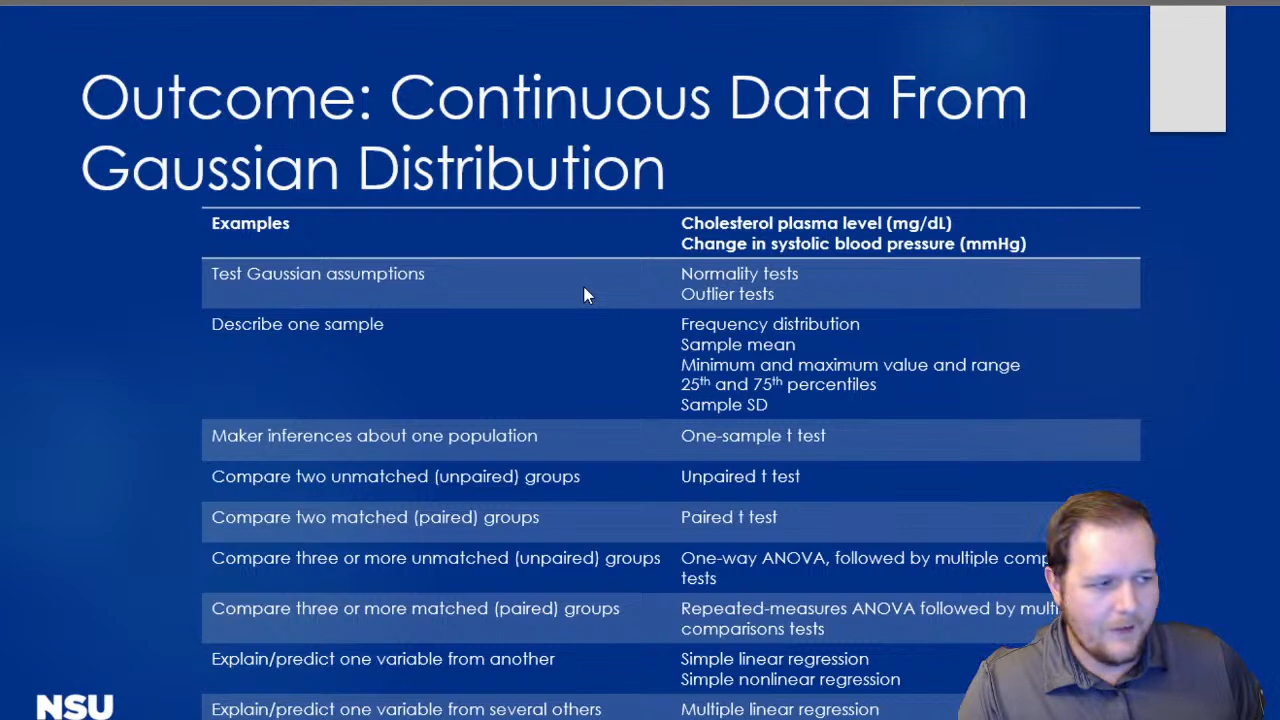 Outcome: Continuous Data From
Gaussian Distribution
Examples
Cholesterol plasma level (mg/dL)
Change in systolic blood pressure (mmHg)
Test Gaussian assumptions
Normality tests
Outlier tests
Describe one sample
Frequency distribution
Sample mean
Minimum and maximum value and range
25th and 75th percentiles
Sample SD
Maker inferences about one population
One-sample t test
Compare two unmatched (unpaired) groups
Unpaired t test
Compare two matched (paired) groups
Paired t test
Compare three or more unmatched (unpaired) groups
One-way ANOVA, followed by multiple
tests
Compare three or more matched (paired) groups
Repeated-measures ANOVA followed by
comparisons tests
Explain/predict one variable from another
Simple linear regression
Simple nonlinear regression
Explain/predict one variable from several others
Multiple linear regression
NSU